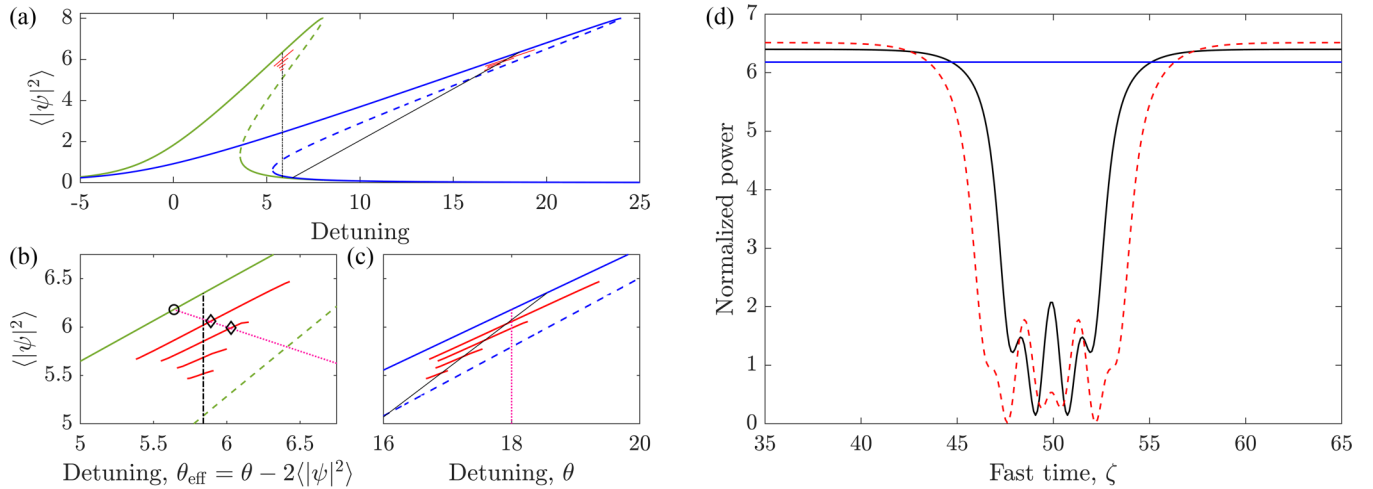 (a)
8
6
4
2
0
⟨|ψ|²⟩
-5 0 5 10 15 20 25
Detuning
(b)
6.5
6
5.5
5
⟨|ψ|²⟩
5 5.5 6 6.5
Detuning, θeff = θ − 2⟨|ψ|²⟩
(c)
16 18 20
Detuning, θ
(d)
7
6
5
4
3
2
1
0
Normalized power
35 40 45 50 55 60 65
Fast time, ζ